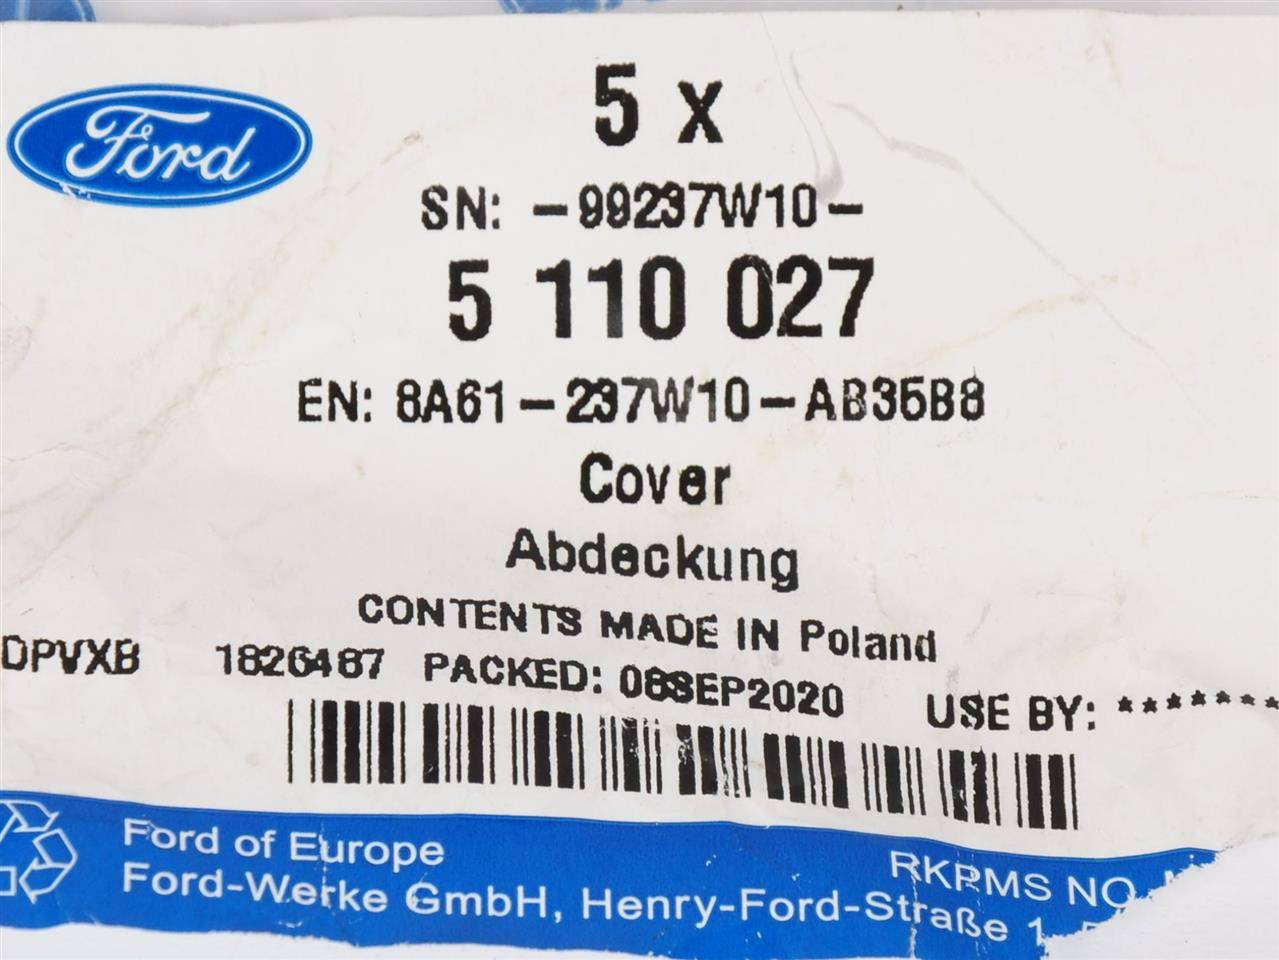 Ford
5 x
SN: -99237W10-
5 110 027
EN: 8A61-237W10-AB35B8
Cover
Abdeckung
CONTENTS MADE IN Poland
DPVXB 1826487 PACKED: 08SEP2020 USE BY: *******
Ford of Europe
RKRMS NO.
Ford-Werke GmbH, Henry-Ford-Straße 1,